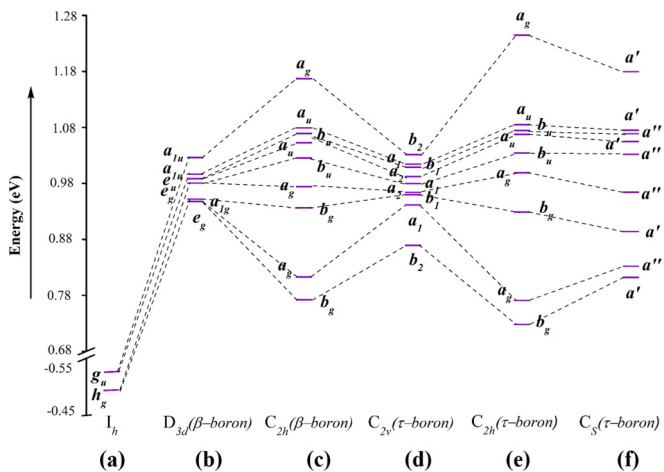 1.28
1.18
1.08
0.98
0.88
0.78
0.68
-0.55
-0.45
Energy (eV)
g_u
h_g
a_1u
a_1u
e_u
e_g
a_1g
e_g
a_g
a_u
b_u
a_u
b_u
a_g
b_g
a_g
b_g
b_2
a_1
b_1
a_1
a_2
b_1
a_1
b_2
a_g
a_u
b_u
a_u
b_u
a_g
b_g
a_g
b_g
a'
a'
a''
a'
a''
a''
a'
a''
a'
I_h D_3d(β–boron) C_2h(β–boron) C_2v(τ–boron) C_2h(τ–boron) C_S(τ–boron)
(a) (b) (c) (d) (e) (f)